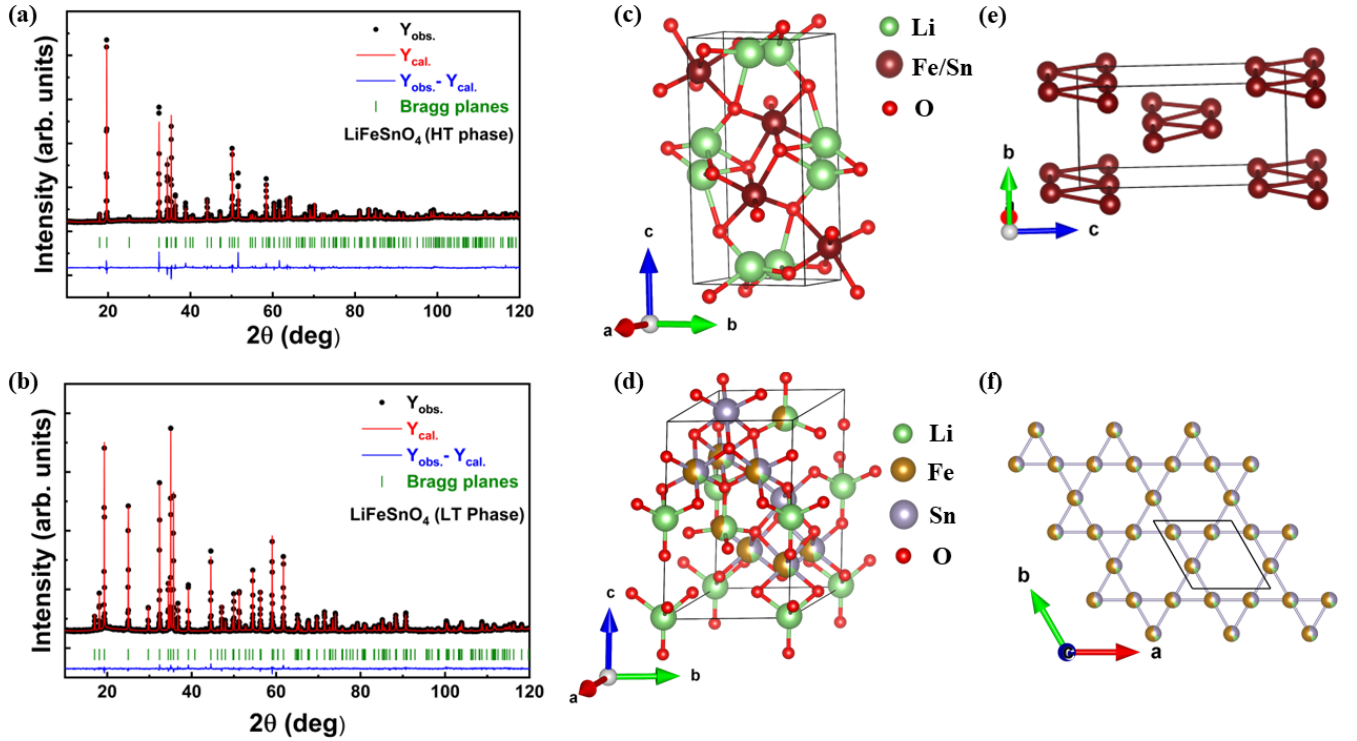 (a)
Intensity (arb. units)
Yobs.
Ycal.
Yobs.- Ycal.
Bragg planes
LiFeSnO4 (HT phase)
20 40 60 80 100 120
2θ (deg)
(c)
Li
Fe/Sn
O
c
a
b
(e)
b
c
(b)
Intensity (arb. units)
Yobs.
Ycal.
Yobs.- Ycal.
Bragg planes
LiFeSnO4 (LT Phase)
20 40 60 80 100 120
2θ (deg)
(d)
Li
Fe
Sn
O
c
a
b
(f)
b
c
a